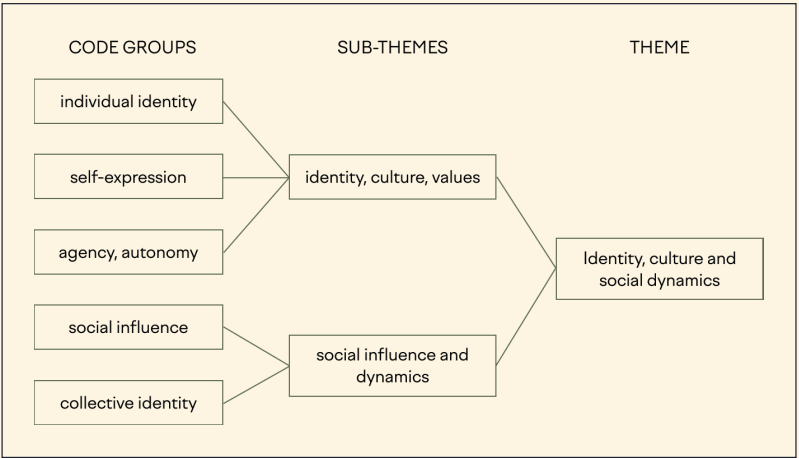 CODE GROUPS
SUB-THEMES
THEME
individual identity
self-expression
agency, autonomy
social influence
collective identity
identity, culture, values
social influence and
dynamics
Identity, culture and
social dynamics